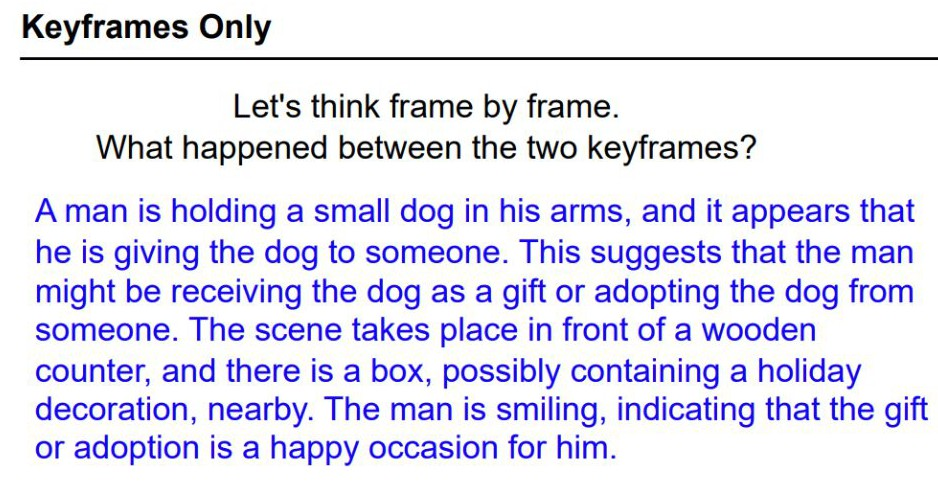 Keyframes Only
Let's think frame by frame.
What happened between the two keyframes?
A man is holding a small dog in his arms, and it appears that
he is giving the dog to someone. This suggests that the man
might be receiving the dog as a gift or adopting the dog from
someone. The scene takes place in front of a wooden
counter, and there is a box, possibly containing a holiday
decoration, nearby. The man is smiling, indicating that the gift
or adoption is a happy occasion for him.